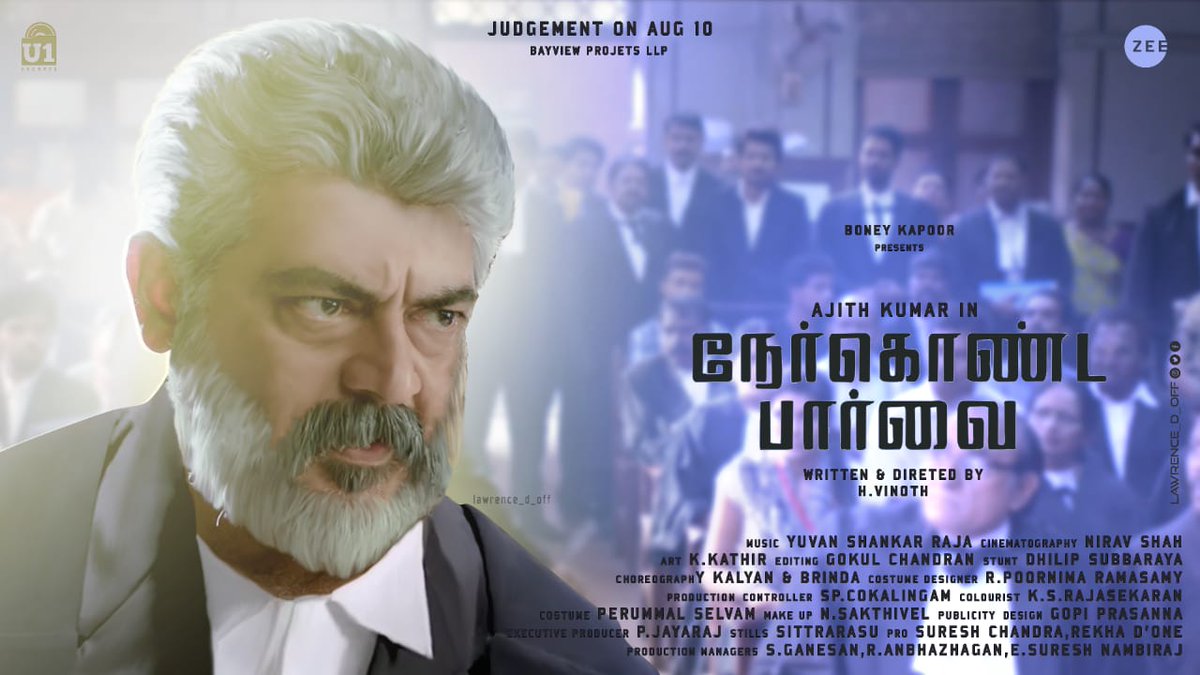 U1
RECORDS
JUDGEMENT ON AUG 10
BAYVIEW PROJETS LLP
ZEE
BONEY KAPOOR
PRESENTS
AJITH KUMAR IN
நேர்கொண்ட
பார்வை
WRITTEN & DIRETED BY
H.VINOTH
lawrence_d_off
LAWRENCE_D_OFF
MUSIC YUVAN SHANKAR RAJA CINEMATOGRAPHY NIRAV SHAH
ART K.KATHIR EDITING GOKUL CHANDRAN STUNT DHILIP SUBBARAYA
CHOREOGRAPHY KALYAN & BRINDA COSTUME DESIGNER R.POORNIMA RAMASAMY
PRODUCTION CONTROLLER SP.COKALINGAM COLOURIST K.S.RAJASEKARAN
COSTUME PERUMMAL SELVAM MAKE UP N.SAKTHIVEL PUBLICITY DESIGN GOPI PRASANNA
EXECUTIVE PRODUCER P.JAYARAJ STILLS SITTRARASU PRO SURESH CHANDRA,REKHA D'ONE
PRODUCTION MANAGERS S.GANESAN,R.ANBHAZHAGAN,E.SURESH NAMBIRAJ